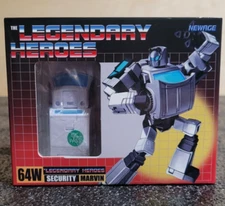 THE LEGENDARY
HEROES
NEWAGE
64W
LEGENDARY HEROES
SECURITY MARVIN